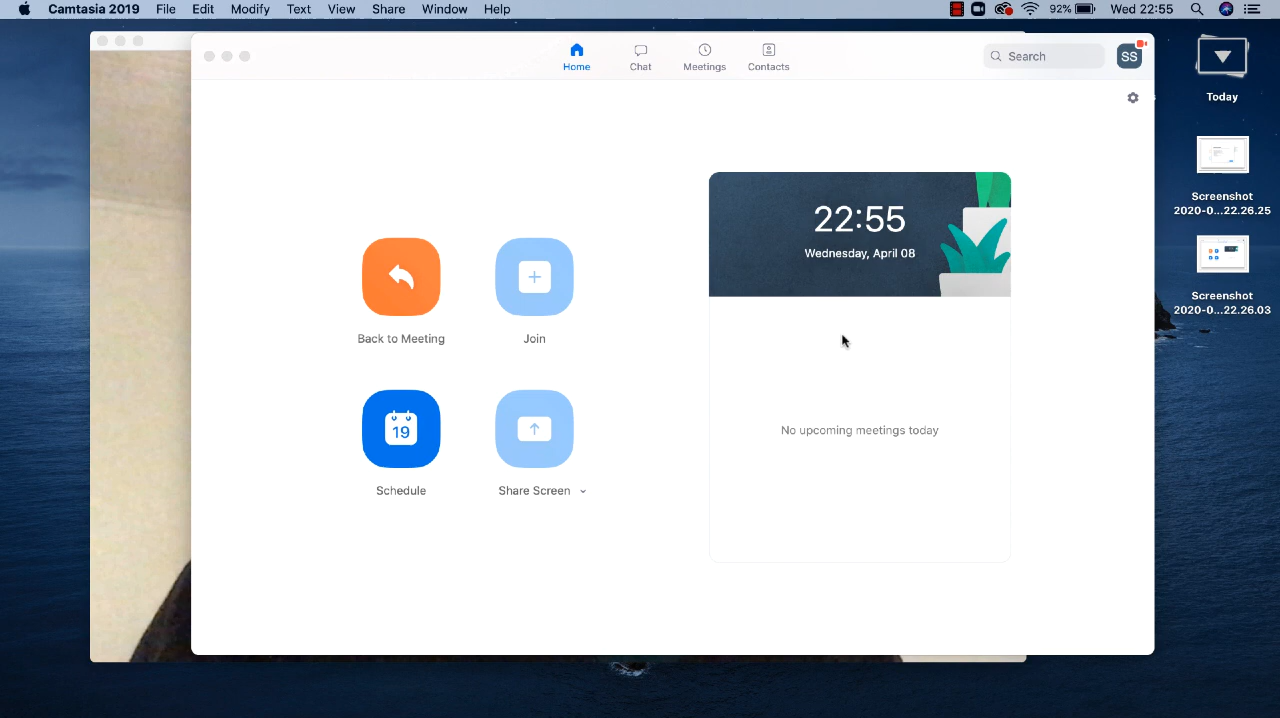 Camtasia 2019 File Edit Modify Text View Share Window Help 92% Wed 22:55
Home Chat Meetings Contacts
Search
SS
Today
22:55
Wednesday, April 08
Screenshot
2020-0...22.26.25
Back to Meeting
Join
Screenshot
2020-0...22.26.03
19
No upcoming meetings today
Schedule
Share Screen